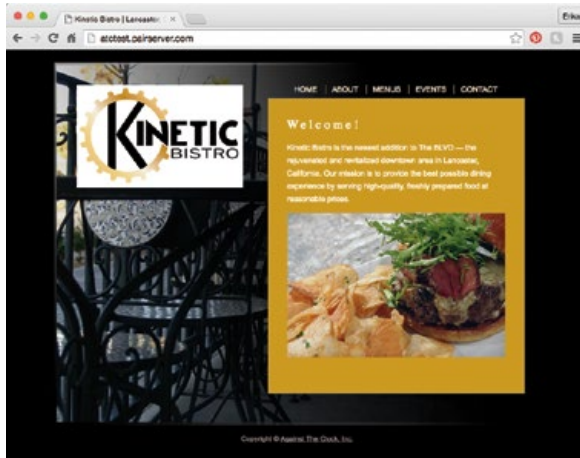 Kinetic Bistro | Lancaster,
Erika
atctest.pairserver.com
KINETIC
BISTRO
HOME | ABOUT | MENUS | EVENTS | CONTACT
Welcome!
Kinetic Bistro is the newest addition to The BLVD — the
rejuvenated and revitalized downtown area in Lancaster,
California. Our mission is to provide the best possible dining
experience by serving high-quality, freshly prepared food at
reasonable prices.
Copyright © Against The Clock, Inc.